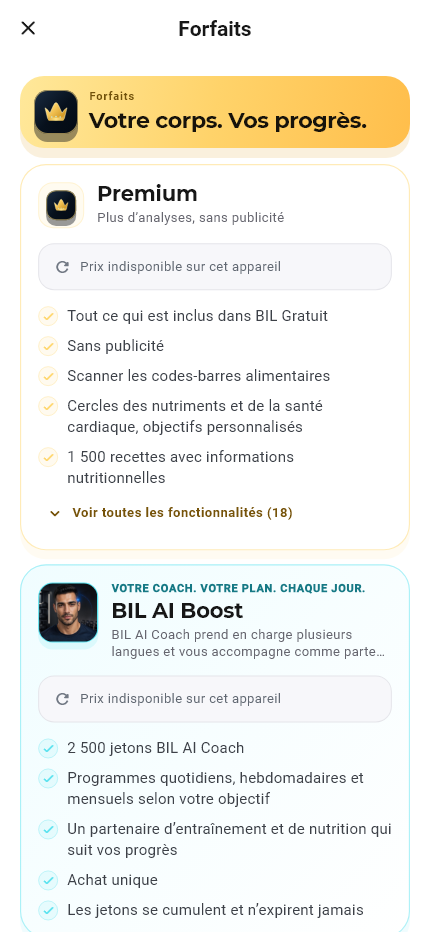 Forfaits
Forfaits
Votre corps. Vos progrès.
Premium
Plus d'analyses, sans publicité
Prix indisponible sur cet appareil
Tout ce qui est inclus dans BIL Gratuit
Sans publicité
Scanner les codes-barres alimentaires
Cercles des nutriments et de la santé
cardiaque, objectifs personnalisés
1 500 recettes avec informations
nutritionnelles
Voir toutes les fonctionnalités (18)
VOTRE COACH. VOTRE PLAN. CHAQUE JOUR.
BIL AI Boost
BIL AI Coach prend en charge plusieurs
langues et vous accompagne comme parte…
Prix indisponible sur cet appareil
2 500 jetons BIL AI Coach
Programmes quotidiens, hebdomadaires et
mensuels selon votre objectif
Un partenaire d’entraînement et de nutrition qui
suit vos progrès
Achat unique
Les jetons se cumulent et n’expirent jamais